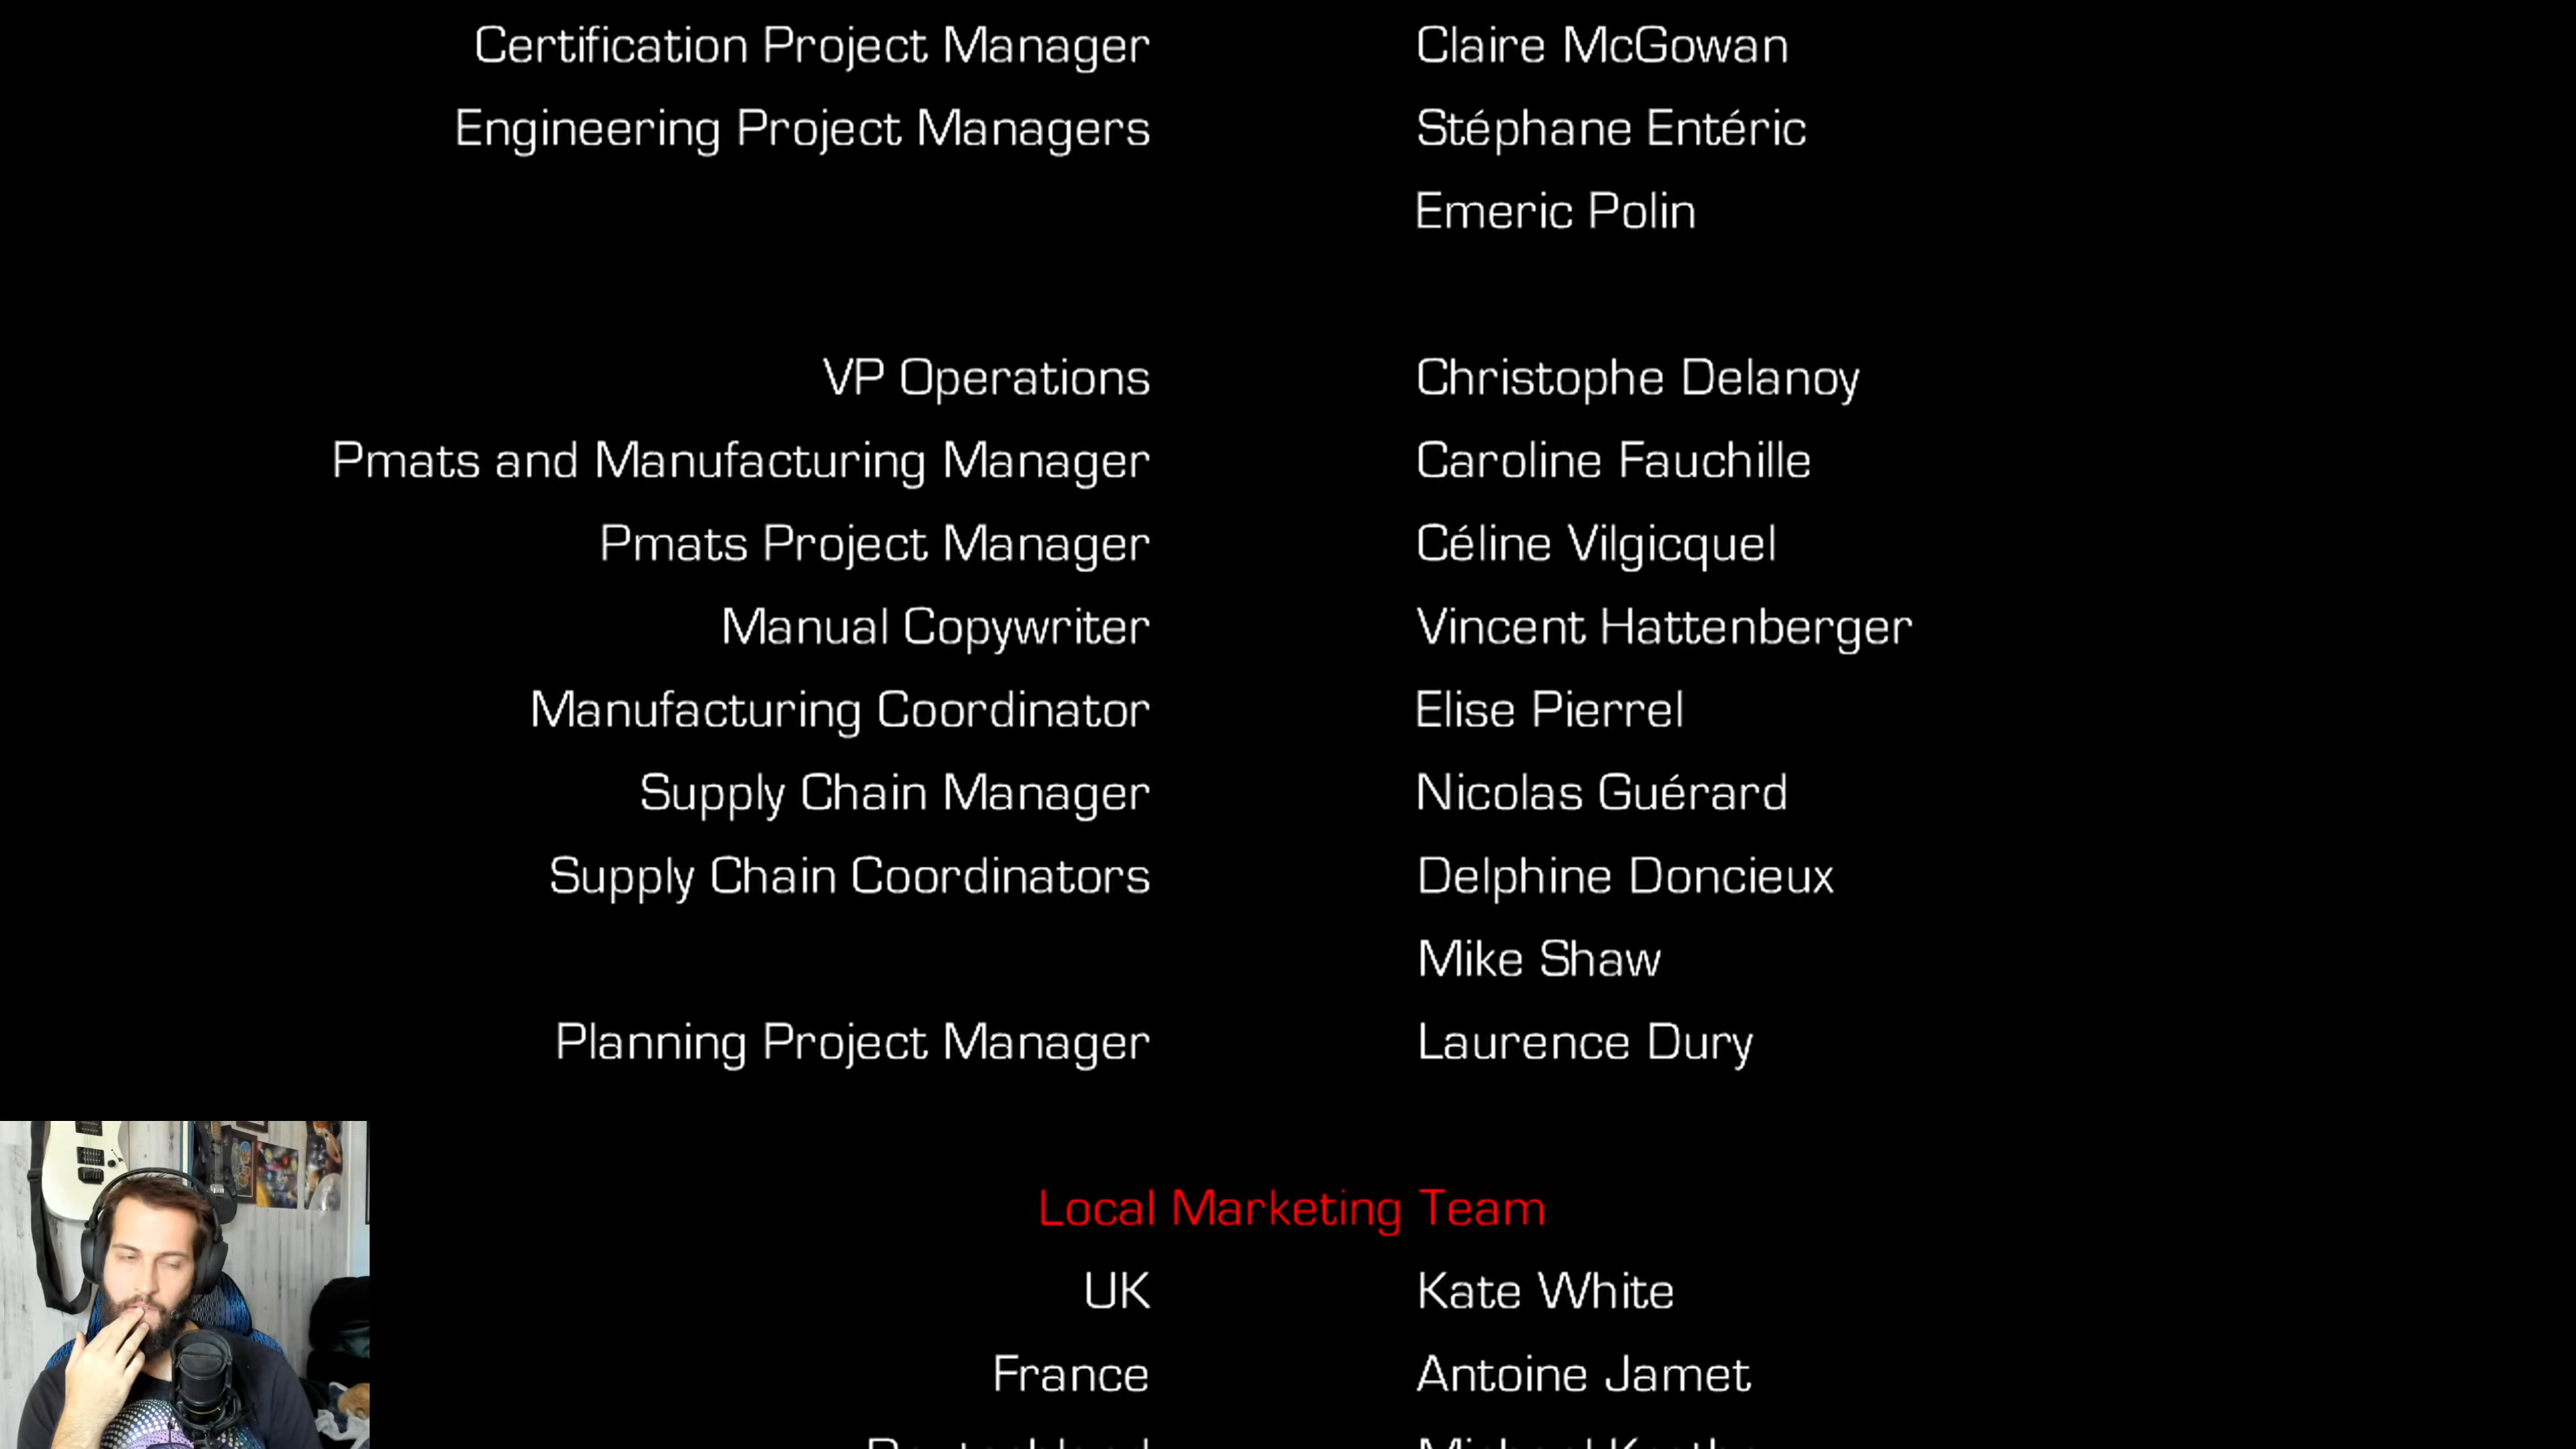 Certification Project Manager Claire McGowan
Engineering Project Managers Stéphane Entéric
Emeric Polin
VP Operations Christophe Delanoy
Pmats and Manufacturing Manager Caroline Fauchille
Pmats Project Manager Céline Vilgicquel
Manual Copywriter Vincent Hattenberger
Manufacturing Coordinator Elise Pierrel
Supply Chain Manager Nicolas Guérard
Supply Chain Coordinators Delphine Doncieux
Mike Shaw
Planning Project Manager Laurence Dury
Local Marketing Team
UK Kate White
France Antoine Jamet